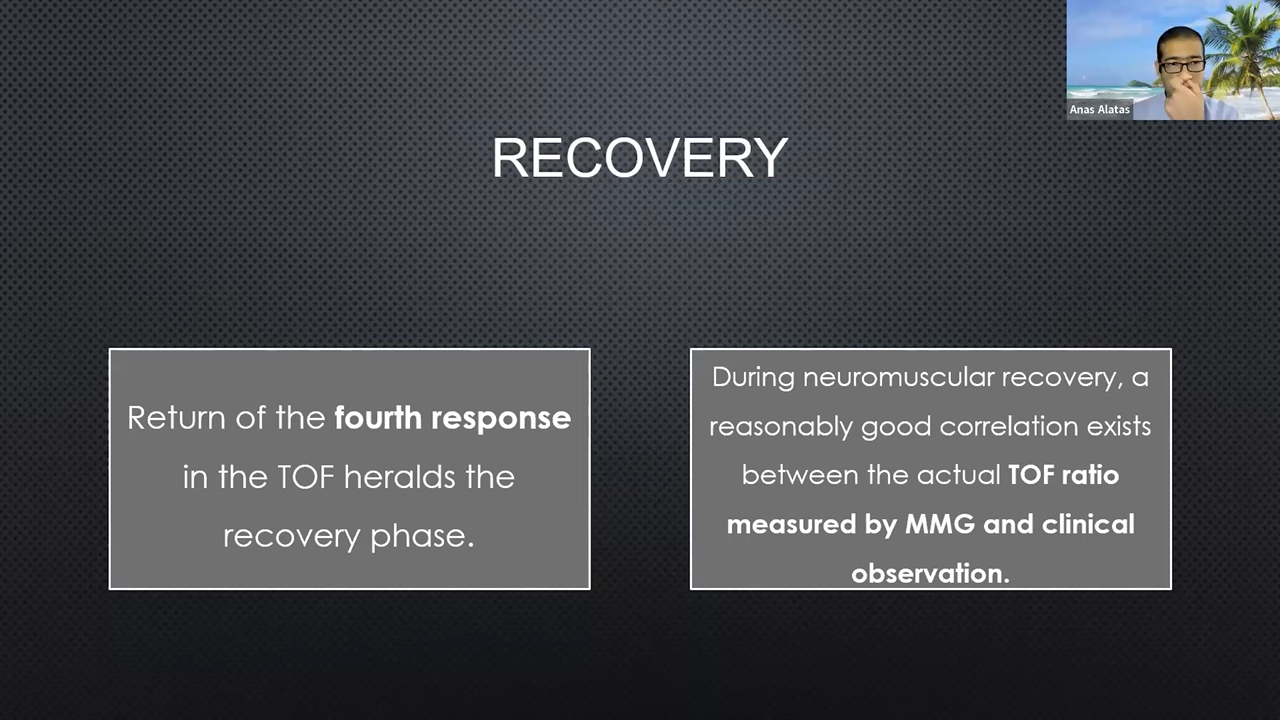 Anas Alatas
RECOVERY
Return of the fourth response
in the TOF heralds the
recovery phase.
During neuromuscular recovery, a
reasonably good correlation exists
between the actual TOF ratio
measured by MMG and clinical
observation.